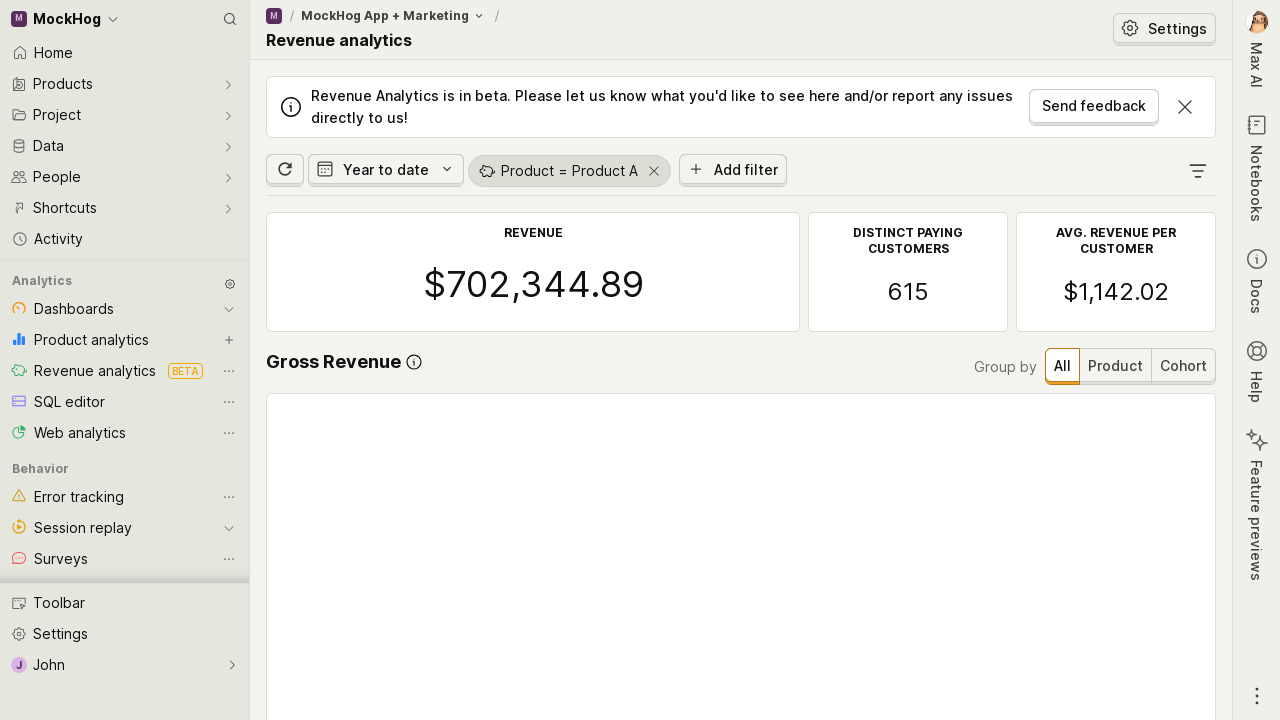 M MockHog
Home
Products
Project
Data
People
Shortcuts
Activity
Analytics
Dashboards
Product analytics
Revenue analytics BETA
SQL editor
Web analytics
Behavior
Error tracking
Session replay
Surveys
Toolbar
Settings
J John
M / MockHog App + Marketing /
Revenue analytics
Settings
Revenue Analytics is in beta. Please let us know what you'd like to see here and/or report any issues
directly to us!
Send feedback
Year to date
Product = Product A
Add filter
REVENUE
$702,344.89
DISTINCT PAYING
CUSTOMERS
615
AVG. REVENUE PER
CUSTOMER
$1,142.02
Gross Revenue
Group by All Product Cohort
Max AI
Notebooks
Docs
Help
Feature previews